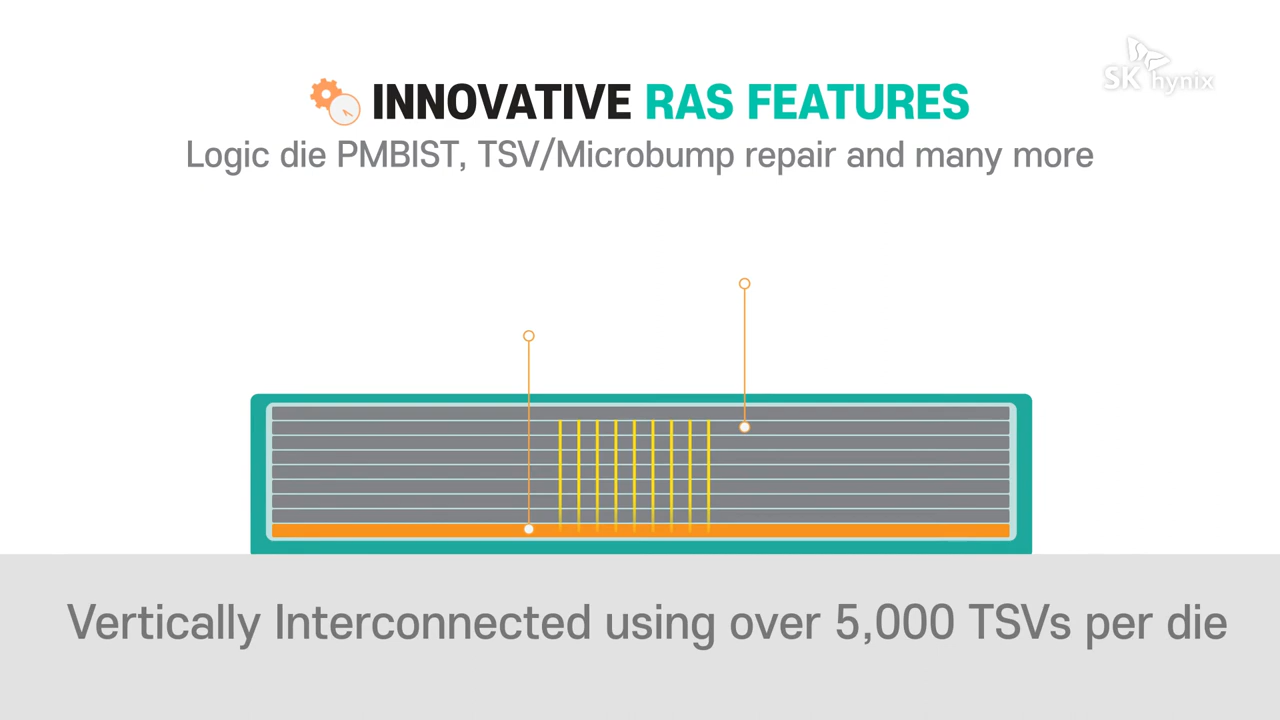 SK hynix
INNOVATIVE RAS FEATURES
Logic die PMBIST, TSV/Microbump repair and many more
Vertically Interconnected using over 5,000 TSVs per die